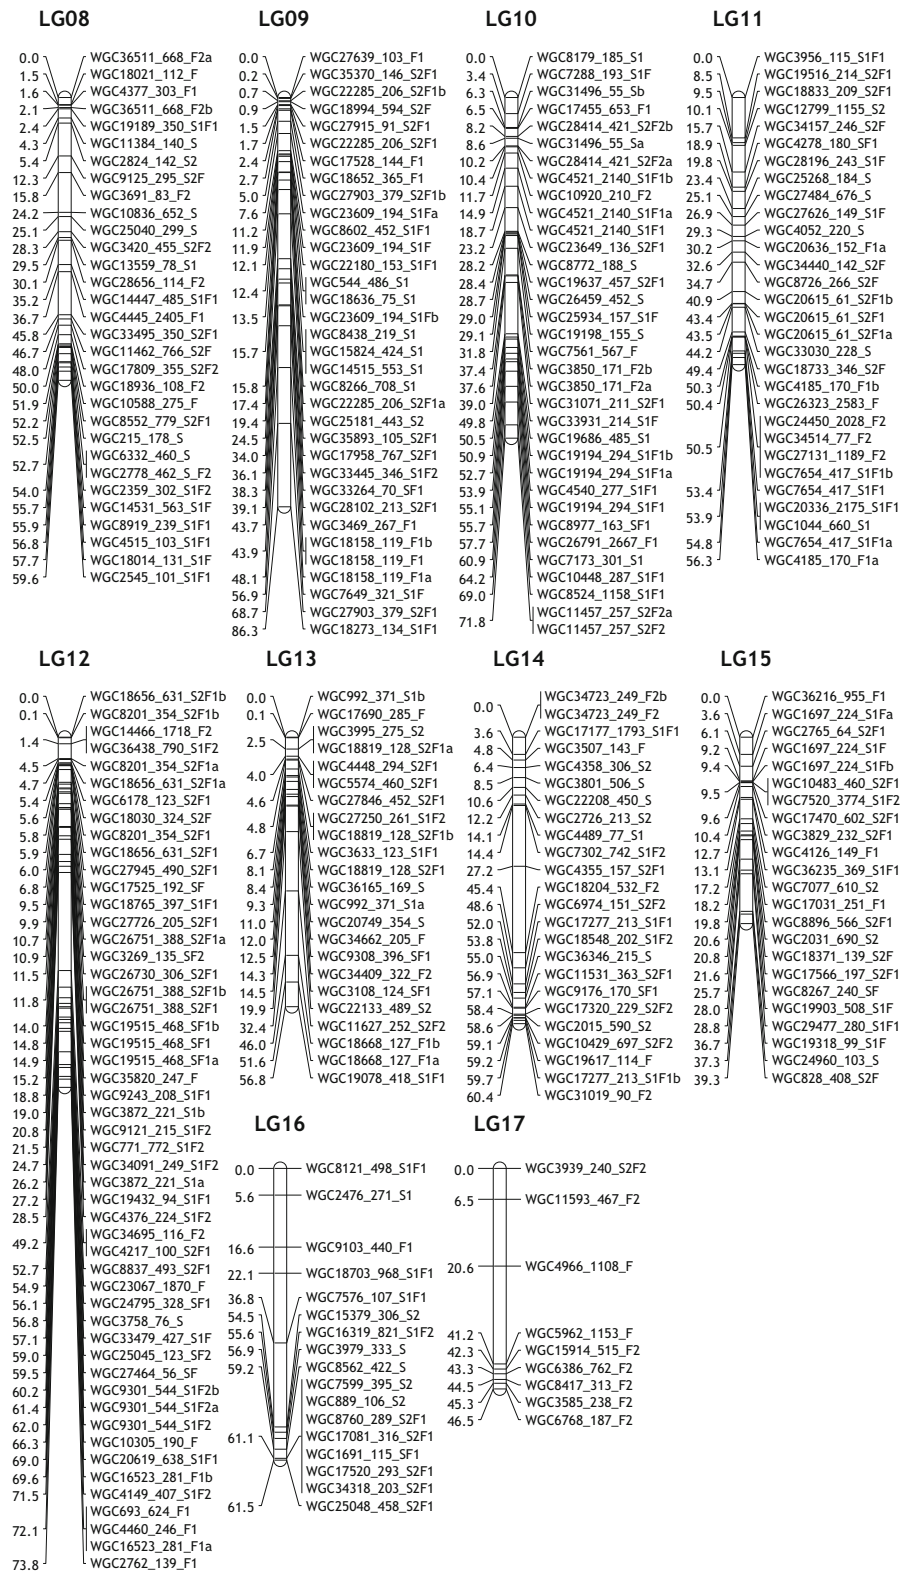 LG08
0.0 WGC36511_668_F2a
1.5 WGC18021_112_F
1.6 WGC4377_303_F1
2.1 WGC36511_668_F2b
2.4 WGC19189_350_S1F1
4.3 WGC11384_140_S
5.4 WGC2824_142_S2
12.3 WGC9125_295_S2F
15.8 WGC3691_83_F2
24.2 WGC10836_652_S
25.1 WGC25040_299_S
28.3 WGC3420_455_S2F2
29.5 WGC13559_78_S1
30.1 WGC28656_114_F2
35.2 WGC14447_485_S1F1
36.7 WGC4445_2405_F1
45.8 WGC33495_350_S2F1
46.7 WGC11462_766_S2F
48.0 WGC17809_355_S2F2
50.0 WGC18936_108_F2
51.9 WGC10588_275_F
52.2 WGC8552_779_S2F1
52.5 WGC215_178_S
WGC6332_460_S
52.7 WGC2778_462_S_F2
54.0 WGC2359_302_S1F2
55.7 WGC14531_563_S1F
55.9 WGC8919_239_S1F1
56.8 WGC4515_103_S1F1
57.7 WGC18014_131_S1F
59.6 WGC2545_101_S1F1
LG09
0.0 WGC27639_103_F1
0.2 WGC35370_146_S2F1
0.7 WGC22285_206_S2F1b
0.9 WGC18994_594_S2F
1.5 WGC27915_91_S2F1
1.7 WGC22285_206_S2F1
2.4 WGC17528_144_F1
2.7 WGC18652_365_F1
5.0 WGC27903_379_S2F1b
7.6 WGC23609_194_S1Fa
11.2 WGC8602_452_S1F1
11.9 WGC23609_194_S1F
12.1 WGC22180_153_S1F1
WGC544_486_S1
12.4 WGC18636_75_S1
13.5 WGC23609_194_S1Fb
WGC8438_219_S1
15.7 WGC15824_424_S1
WGC14515_553_S1
15.8 WGC8266_708_S1
17.4 WGC22285_206_S2F1a
19.4 WGC25181_443_S2
24.5 WGC35893_105_S2F1
34.0 WGC17958_767_S2F1
36.1 WGC33445_346_S1F2
38.3 WGC33264_70_SF1
39.1 WGC28102_213_S2F1
43.7 WGC3469_267_F1
WGC18158_119_F1b
43.9 WGC18158_119_F1
48.1 WGC18158_119_F1a
56.9 WGC7649_321_S1F
68.7 WGC27903_379_S2F1
86.3 WGC18273_134_S1F1
LG10
0.0 WGC8179_185_S1
3.4 WGC7288_193_S1F
6.3 WGC31496_55_Sb
6.5 WGC17455_653_F1
8.2 WGC28414_421_S2F2b
8.6 WGC31496_55_Sa
10.2 WGC28414_421_S2F2a
10.4 WGC4521_2140_S1F1b
11.7 WGC10920_210_F2
14.9 WGC4521_2140_S1F1a
18.7 WGC4521_2140_S1F1
23.2 WGC23649_136_S2F1
28.2 WGC8772_188_S
28.4 WGC19637_457_S2F1
28.7 WGC26459_452_S
29.0 WGC25934_157_S1F
29.1 WGC19198_155_S
31.8 WGC7561_567_F
37.4 WGC3850_171_F2b
37.6 WGC3850_171_F2a
39.0 WGC31071_211_S2F1
49.8 WGC33931_214_S1F
50.5 WGC19686_485_S1
50.9 WGC19194_294_S1F1b
52.7 WGC19194_294_S1F1a
53.9 WGC4540_277_S1F1
55.1 WGC19194_294_S1F1
55.7 WGC8977_163_SF1
57.7 WGC26791_2667_F1
60.9 WGC7173_301_S1
64.2 WGC10448_287_S1F1
69.0 WGC8524_1158_S1F1
71.8 WGC11457_257_S2F2a
WGC11457_257_S2F2
LG11
0.0 WGC3956_115_S1F1
8.5 WGC19516_214_S2F1
9.5 WGC18833_209_S2F1
10.1 WGC12799_1155_S2
15.7 WGC34157_246_S2F
18.9 WGC4278_180_SF1
19.8 WGC28196_243_S1F
23.4 WGC25268_184_S
25.1 WGC27484_676_S
26.9 WGC27626_149_S1F
29.3 WGC4052_220_S
30.2 WGC20636_152_F1a
32.6 WGC34440_142_S2F
34.7 WGC8726_266_S2F
40.9 WGC20615_61_S2F1b
43.4 WGC20615_61_S2F1
43.5 WGC20615_61_S2F1a
44.2 WGC33030_228_S
49.4 WGC18733_346_S2F
50.3 WGC4185_170_F1b
50.4 WGC26323_2583_F
WGC24450_2028_F2
WGC34514_77_F2
50.5 WGC27131_1189_F2
WGC7654_417_S1F1b
53.4 WGC7654_417_S1F1
WGC20336_2175_S1F1
53.9 WGC1044_660_S1
54.8 WGC7654_417_S1F1a
56.3 WGC4185_170_F1a
LG12
0.0 WGC18656_631_S2F1b
0.1 WGC8201_354_S2F1b
WGC14466_1718_F2
1.4 WGC36438_790_S1F2
4.5 WGC8201_354_S2F1a
4.7 WGC18656_631_S2F1a
5.4 WGC6178_123_S2F1
5.6 WGC18030_324_S2F
5.8 WGC8201_354_S2F1
5.9 WGC18656_631_S2F1
6.0 WGC27945_490_S2F1
6.8 WGC17525_192_SF
9.3 WGC18765_397_S1F1
9.9 WGC27726_205_S2F1
10.7 WGC26751_388_S2F1a
10.9 WGC3269_135_SF2
11.5 WGC26730_306_S2F1
WGC26751_388_S2F1b
11.8 WGC26751_388_S2F1
14.0 WGC19515_468_SF1b
14.8 WGC19515_468_SF1
14.9 WGC19515_468_SF1a
15.2 WGC35820_247_F
18.8 WGC9243_208_S1F1
19.0 WGC3872_221_S1b
20.8 WGC9121_215_S1F2
21.5 WGC771_772_S1F2
24.7 WGC34091_249_S1F2
26.2 WGC3872_221_S1a
27.2 WGC19432_94_S1F1
28.5 WGC4376_224_S1F2
WGC34695_116_F2
49.2 WGC4217_100_S2F1
52.7 WGC8837_493_S2F1
54.9 WGC23067_1870_F
56.1 WGC24795_328_SF1
56.8 WGC3758_76_S
57.1 WGC33479_427_S1F
59.0 WGC25045_123_SF2
59.5 WGC27464_56_SF
60.2 WGC9301_544_S1F2b
61.4 WGC9301_544_S1F2a
62.0 WGC9301_544_S1F2
66.3 WGC10305_190_F
69.0 WGC20619_638_S1F1
69.6 WGC16523_281_F1b
71.5 WGC4149_407_S1F2
WGC693_624_F1
72.1 WGC4460_246_F1
WGC16523_281_F1a
73.8 WGC2762_139_F1
LG13
0.0 WGC992_371_S1b
0.1 WGC17690_285_F
WGC3995_275_S2
2.5 WGC18819_128_S2F1a
WGC4448_294_S2F1
4.0 WGC5574_460_S2F1
4.6 WGC27846_452_S2F1
WGC27250_261_S1F2
4.8 WGC18819_128_S2F1b
6.7 WGC3633_123_S1F1
8.1 WGC18819_128_S2F1
8.4 WGC36165_169_S
9.5 WGC992_371_S1a
11.0 WGC20749_354_S
12.0 WGC34662_205_F
12.5 WGC9308_396_SF1
14.3 WGC34409_322_F2
14.5 WGC3108_124_SF1
19.9 WGC22133_489_S2
32.4 WGC11627_252_S2F2
46.0 WGC18668_127_F1b
51.6 WGC18668_127_F1a
56.8 WGC19078_418_S1F1
LG14
0.0 WGC34723_249_F2b
WGC34723_249_F2
3.6 WGC17177_1793_S1F1
4.8 WGC3507_143_F
6.4 WGC4358_306_S2
8.5 WGC3801_506_S
10.6 WGC22208_450_S
12.2 WGC2726_213_S2
14.1 WGC4489_77_S1
14.4 WGC7302_742_S1F2
27.2 WGC4355_157_S2F1
45.4 WGC18204_532_F2
48.6 WGC6974_151_S2F2
52.0 WGC17277_213_S1F1
53.8 WGC18548_202_S1F2
55.0 WGC36346_215_S
56.9 WGC11531_363_S2F1
57.1 WGC9176_170_SF1
58.4 WGC17320_229_S2F2
58.6 WGC2015_590_S2
59.1 WGC10429_697_S2F2
59.2 WGC19617_114_F
59.7 WGC17277_213_S1F1b
60.4 WGC31019_90_F2
LG15
0.0 WGC36216_955_F1
3.6 WGC1697_224_S1Fa
6.1 WGC2765_64_S2F1
9.2 WGC1697_224_S1F
9.4 WGC1697_224_S1Fb
WGC10483_460_S2F1
9.5 WGC7520_3774_S1F2
9.6 WGC17470_602_S2F1
10.4 WGC3829_232_S2F1
12.7 WGC4126_149_F1
13.1 WGC36235_369_S1F1
17.2 WGC7077_610_S2
18.2 WGC17031_251_F1
19.8 WGC8896_566_S2F1
20.6 WGC2031_690_S2
20.8 WGC18371_139_S2F
21.6 WGC17566_197_S2F1
25.7 WGC8267_240_SF
28.0 WGC19903_508_S1F
28.8 WGC29477_280_S1F1
36.7 WGC19318_99_S1F
37.3 WGC24960_103_S
39.3 WGC828_408_S2F
LG16
0.0 WGC8121_498_S1F1
5.6 WGC2476_271_S1
16.6 WGC9103_440_F1
22.1 WGC18703_968_S1F1
36.8 WGC7576_107_S1F1
54.5 WGC15379_306_S2
55.6 WGC16319_821_S1F2
56.9 WGC3979_333_S
59.2 WGC8562_422_S
WGC7599_395_S2
WGC889_106_S2
WGC8760_289_S2F1
61.1 WGC17081_316_S2F1
WGC1691_115_SF1
WGC17520_293_S2F1
WGC34318_203_S2F1
61.5 WGC25048_458_S2F1
LG17
0.0 WGC3939_240_S2F2
6.5 WGC11593_467_F2
20.6 WGC4966_1108_F
41.2 WGC5962_1153_F
42.3 WGC15914_515_F2
43.3 WGC6386_762_F2
44.5 WGC8417_313_F2
45.3 WGC3585_238_F2
46.5 WGC6768_187_F2